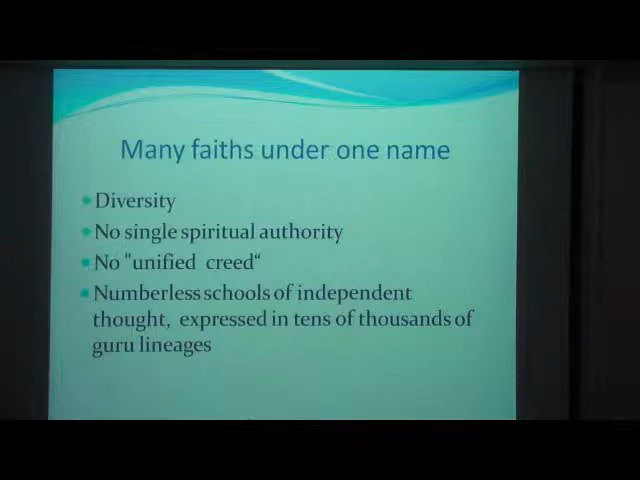 Many faiths under one name
Diversity
No single spiritual authority
No "unified creed“
Numberless schools of independent
thought, expressed in tens of thousands of
guru lineages